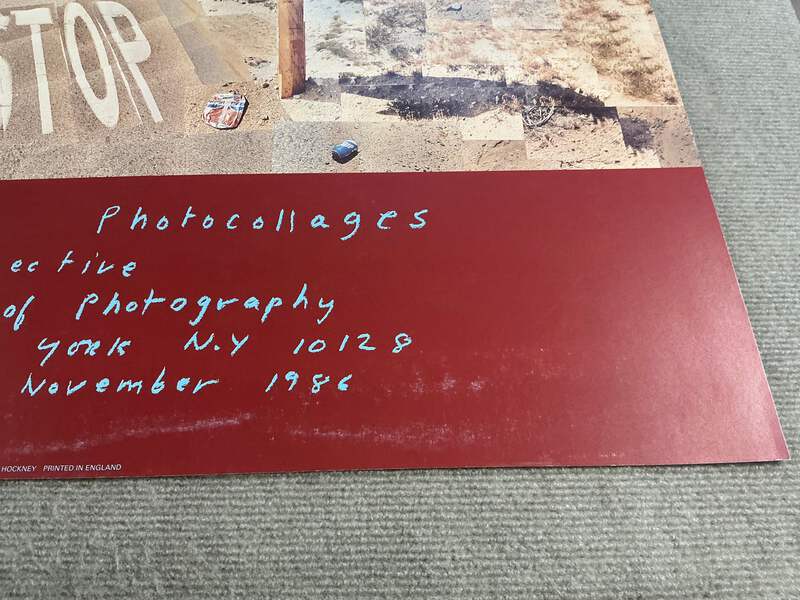 STOP
Photocollages
ective
of Photography
York N.Y 10128
November 1986
HOCKNEY PRINTED IN ENGLAND